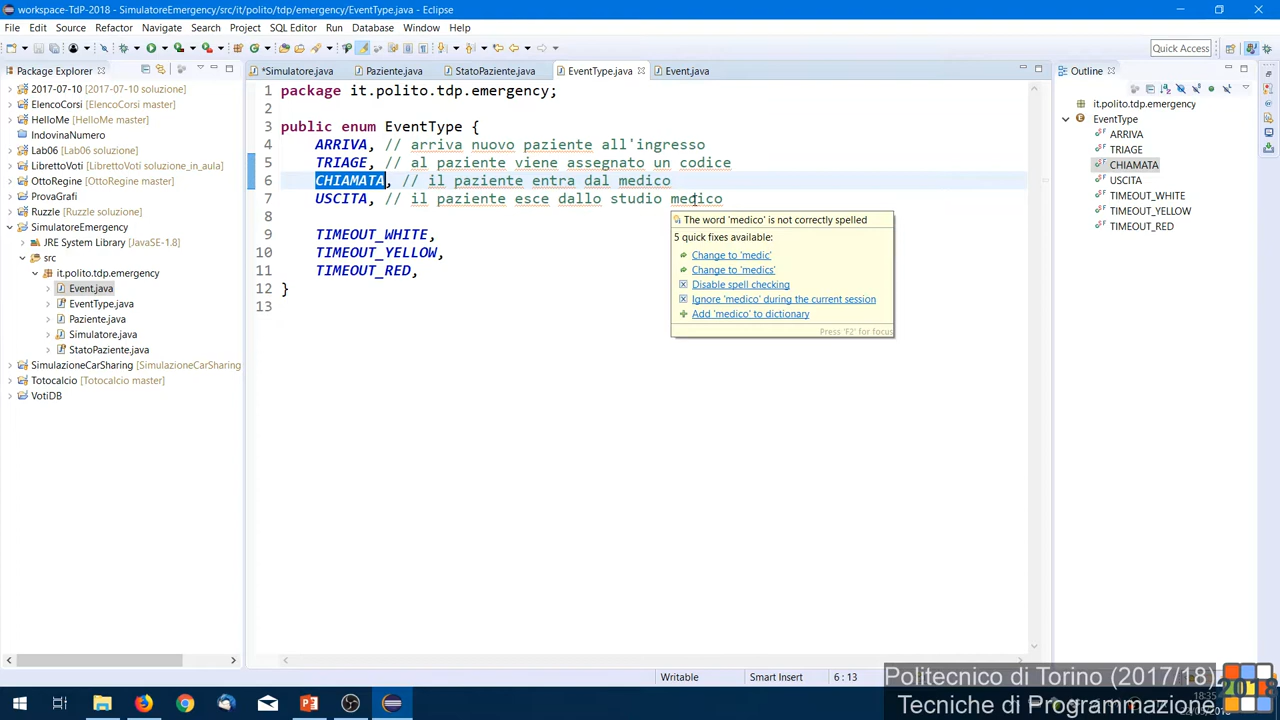 workspace-TdP-2018 - SimulatoreEmergency/src/it/polito/tdp/emergency/EventType.java - Eclipse
File Edit Source Refactor Navigate Search Project SQL Editor Run Database Window Help
Quick Access
Package Explorer
*Simulatore.java Paziente.java StatoPaziente.java EventType.java Event.java
Outline
2017-07-10 [2017-07-10 soluzione]
ElencoCorsi [ElencoCorsi master]
HelloMe [HelloMe master]
IndovinaNumero
Lab06 [Lab06 soluzione]
LibrettoVoti [LibrettoVoti soluzione_in_aula]
OttoRegine [OttoRegine master]
ProvaGrafi
Ruzzle [Ruzzle master]
SimulatoreEmergency
JRE System Library [JavaSE-1.8]
src
it.polito.tdp.emergency
Event.java
EventType.java
Paziente.java
Simulatore.java
StatoPaziente.java
SimulazioneCarSharing [SimulazioneCarSharing
Totocalcio [Totocalcio master]
VotiDB
1 package it.polito.tdp.emergency;
2
3 public enum EventType {
4 ARRIVA, // arriva nuovo paziente all'ingresso
5 TRIAGE, // al paziente viene assegnato un codice
6 CHIAMATA, // il paziente entra dal medico
7 USCITA, // il paziente esce dallo studio medico
8
9 TIMEOUT_WHITE,
10 TIMEOUT_YELLOW,
11 TIMEOUT_RED,
12 }
13
The word 'medico' is not correctly spelled
5 quick fixes available:
Change to 'medic'
Change to 'medics'
Disable spell checking
Ignore 'medico' during the current session
Add 'medico' to dictionary
Press 'F2' for focus
it.polito.tdp.emergency
EventType
ARRIVA
TRIAGE
CHIAMATA
USCITA
TIMEOUT_WHITE
TIMEOUT_YELLOW
TIMEOUT_RED
Writable Smart Insert 6 : 13
Politecnico di Torino (2017/18)
Tecniche di Programmazione
2018
18:35